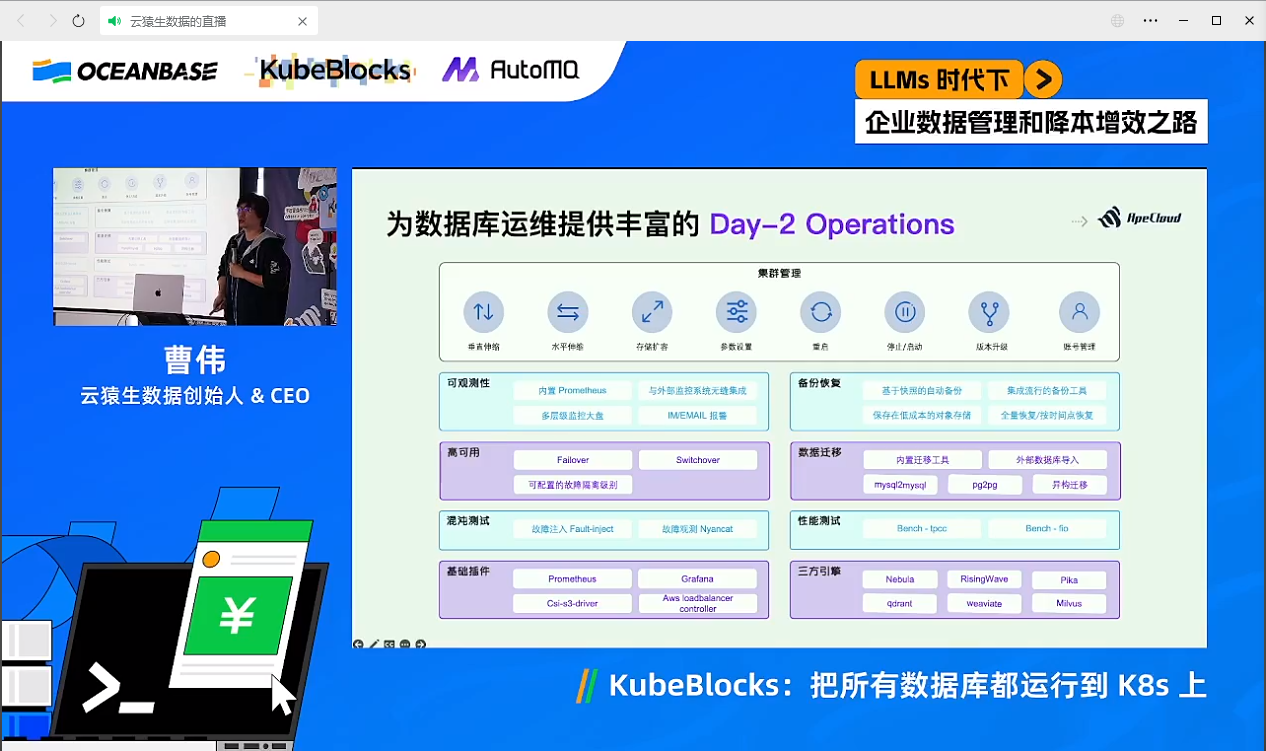 云猿生数据的直播
OCEANBASE
KubeBlocks
AutoMQ
LLMs 时代下
企业数据管理和降本增效之路
曹伟
云猿生数据创始人 & CEO
为数据库运维提供丰富的 Day-2 Operations
ApeCloud
集群管理
垂直伸缩
水平伸缩
存储扩容
参数设置
重启
停止/启动
版本升级
账号管理
可观测性
内置 Prometheus
与外部监控系统无缝集成
多层级监控大盘
IM/EMAIL 报警
备份恢复
基于快照的自动备份
集成流行的备份工具
保存在低成本的对象存储
全量恢复/按时间点恢复
高可用
Failover
Switchover
可配置的故障隔离级别
数据迁移
内置迁移工具
外部数据库导入
mysql2mysql
pg2pg
异构迁移
混沌测试
故障注入 Fault-inject
故障观测 Nyancat
性能测试
Bench - tpcc
Bench - fio
基础插件
Prometheus
Grafana
Csi-s3-driver
Aws loadbalancer
controller
三方引擎
Nebula
RisingWave
Pika
qdrant
weaviate
Milvus
¥
KubeBlocks：把所有数据库都运行到 K8s 上